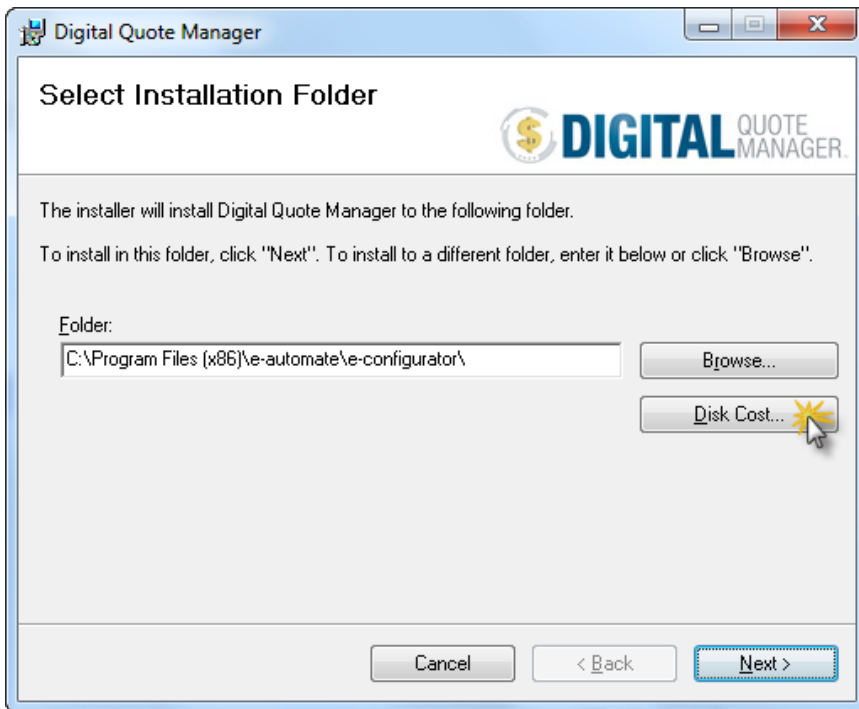 Digital Quote Manager
Select Installation Folder
DIGITAL QUOTE MANAGER
The installer will install Digital Quote Manager to the following folder.
To install in this folder, click "Next". To install to a different folder, enter it below or click "Browse".
Folder:
C:\Program Files (x86)\e-automate\e-configurator\
Browse...
Disk Cost...
Cancel
< Back
Next >